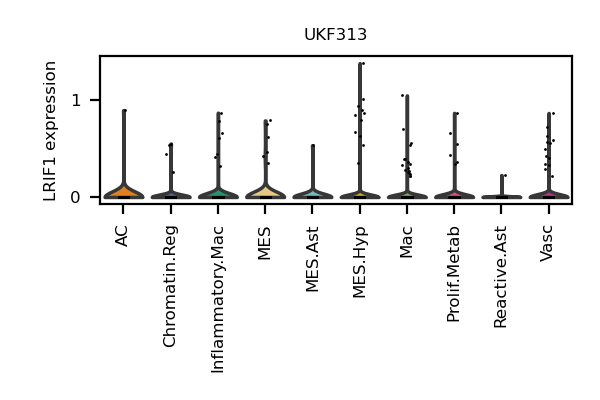 UKF313
LRIF1 expression
1
0
AC
Chromatin.Reg
Inflammatory.Mac
MES
MES.Ast
MES.Hyp
Mac
Prolif.Metab
Reactive.Ast
Vasc